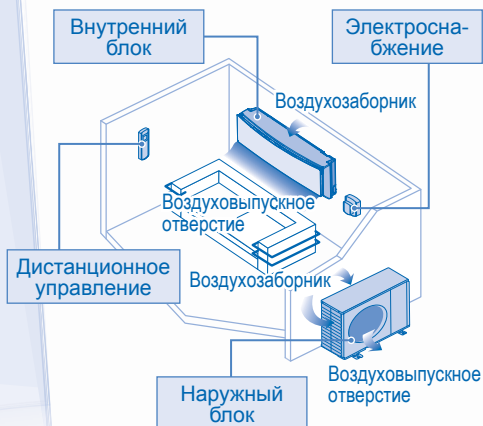 Внутренний
блок
Электросна-
бжение
Воздухозаборник
Воздуховыпускное
отверстие
Дистанционное
управление
Воздухозаборник
Воздуховыпускное
отверстие
Наружный
блок